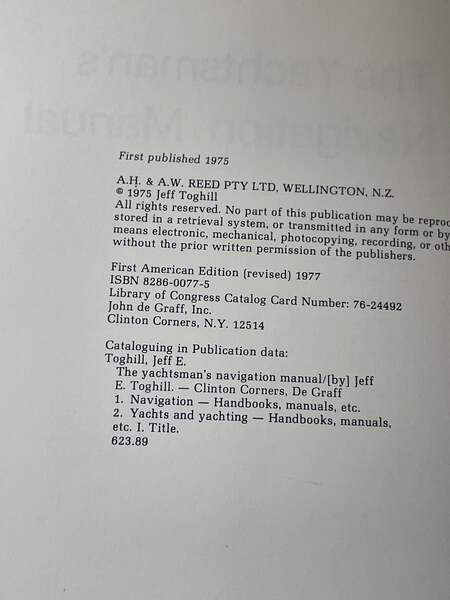 First published 1975
A.H. & A.W. REED PTY LTD, WELLINGTON, N.Z.
© 1975 Jeff Toghill
All rights reserved. No part of this publication may be reproc
stored in a retrieval system, or transmitted in any form or by
means electronic, mechanical, photocopying, recording, or oth
without the prior written permission of the publishers.
First American Edition (revised) 1977
ISBN 8286-0077-5
Library of Congress Catalog Card Number: 76-24492
John de Graff, Inc.
Clinton Corners, N.Y. 12514
Cataloguing in Publication data:
Toghill, Jeff E.
The yachtsman's navigation manual/[by] Jeff
E. Toghill. — Clinton Corners, De Graff
1. Navigation — Handbooks, manuals, etc.
2. Yachts and yachting — Handbooks, manuals,
etc. I. Title.
623.89